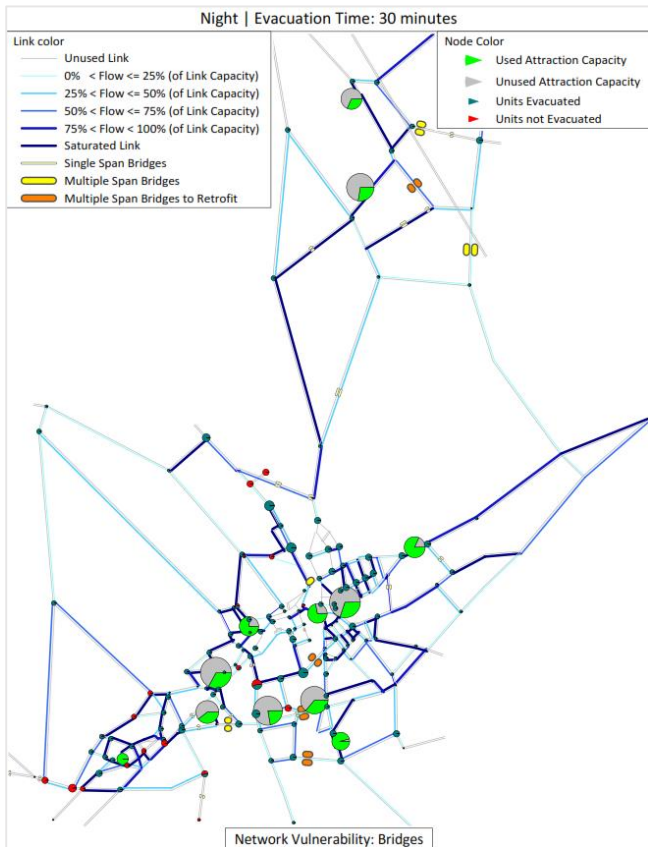 Night | Evacuation Time: 30 minutes
Link color
Unused Link
0% < Flow <= 25% (of Link Capacity)
25% < Flow <= 50% (of Link Capacity)
50% < Flow <= 75% (of Link Capacity)
75% < Flow < 100% (of Link Capacity)
Saturated Link
Single Span Bridges
Multiple Span Bridges
Multiple Span Bridges to Retrofit
Node Color
Used Attraction Capacity
Unused Attraction Capacity
Units Evacuated
Units not Evacuated
Network Vulnerability: Bridges